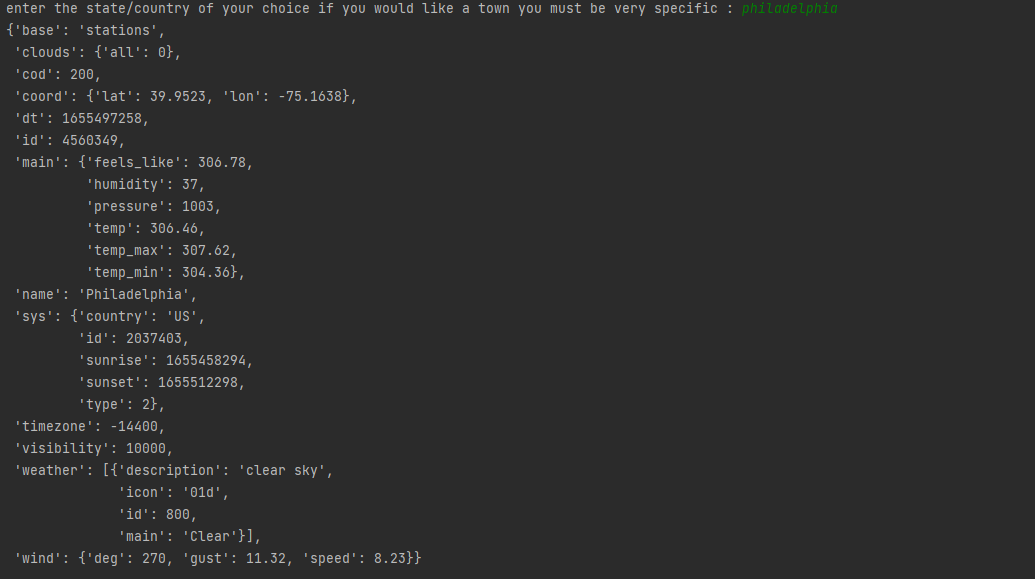 enter the state/country of your choice if you would like a town you must be very specific : philadelphia
{'base': 'stations',
 'clouds': {'all': 0},
 'cod': 200,
 'coord': {'lat': 39.9523, 'lon': -75.1638},
 'dt': 1655497258,
 'id': 4560349,
 'main': {'feels_like': 306.78,
          'humidity': 37,
          'pressure': 1003,
          'temp': 306.46,
          'temp_max': 307.62,
          'temp_min': 304.36},
 'name': 'Philadelphia',
 'sys': {'country': 'US',
         'id': 2037403,
         'sunrise': 1655458294,
         'sunset': 1655512298,
         'type': 2},
 'timezone': -14400,
 'visibility': 10000,
 'weather': [{'description': 'clear sky',
              'icon': '01d',
              'id': 800,
              'main': 'Clear'}],
 'wind': {'deg': 270, 'gust': 11.32, 'speed': 8.23}}